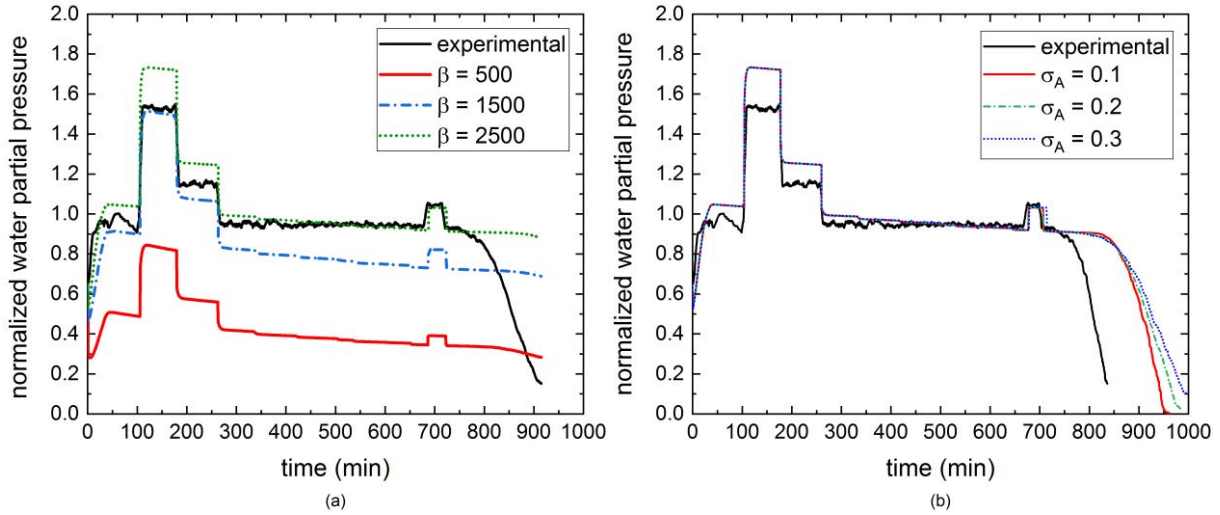 normalized water partial pressure
2.0
1.8
1.6
1.4
1.2
1.0
0.8
0.6
0.4
0.2
0.0
experimental
β = 500
β = 1500
β = 2500
0 100 200 300 400 500 600 700 800 900 1000
time (min)
(a)
normalized water partial pressure
2.0
1.8
1.6
1.4
1.2
1.0
0.8
0.6
0.4
0.2
0.0
experimental
σA = 0.1
σA = 0.2
σA = 0.3
0 100 200 300 400 500 600 700 800 900 1000
time (min)
(b)